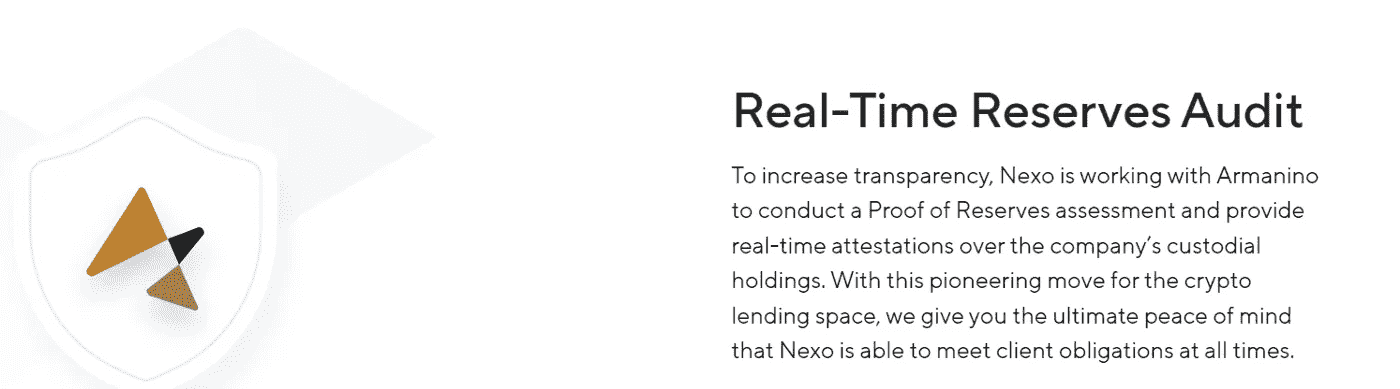 Real-Time Reserves Audit
To increase transparency, Nexo is working with Armanino
to conduct a Proof of Reserves assessment and provide
real-time attestations over the company’s custodial
holdings. With this pioneering move for the crypto
lending space, we give you the ultimate peace of mind
that Nexo is able to meet client obligations at all times.